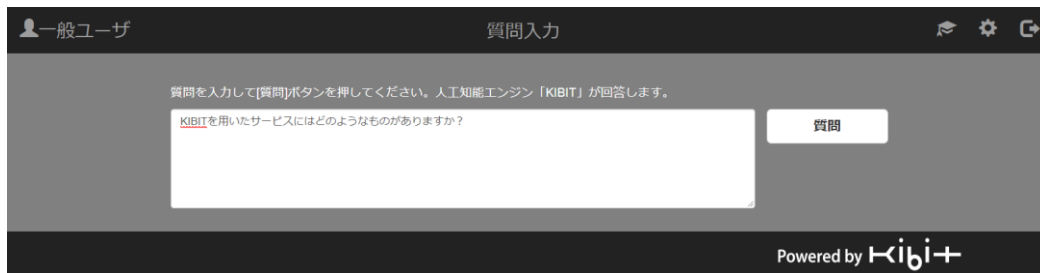 一般ユーザ
質問入力
質問を入力して[質問]ボタンを押してください。人工知能エンジン「KIBIT」が回答します。
KIBITを用いたサービスにはどのようなものがありますか？
質問
Powered by Kibit